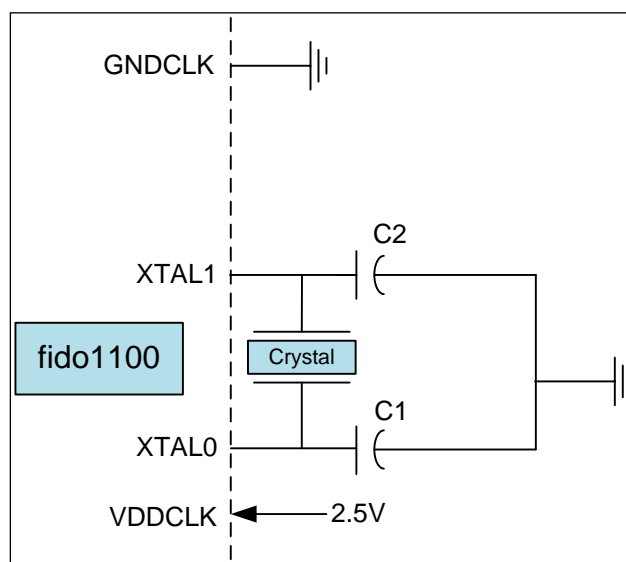 GNDCLK
C2
XTAL1
fido1100
Crystal
C1
XTAL0
VDDCLK
2.5V